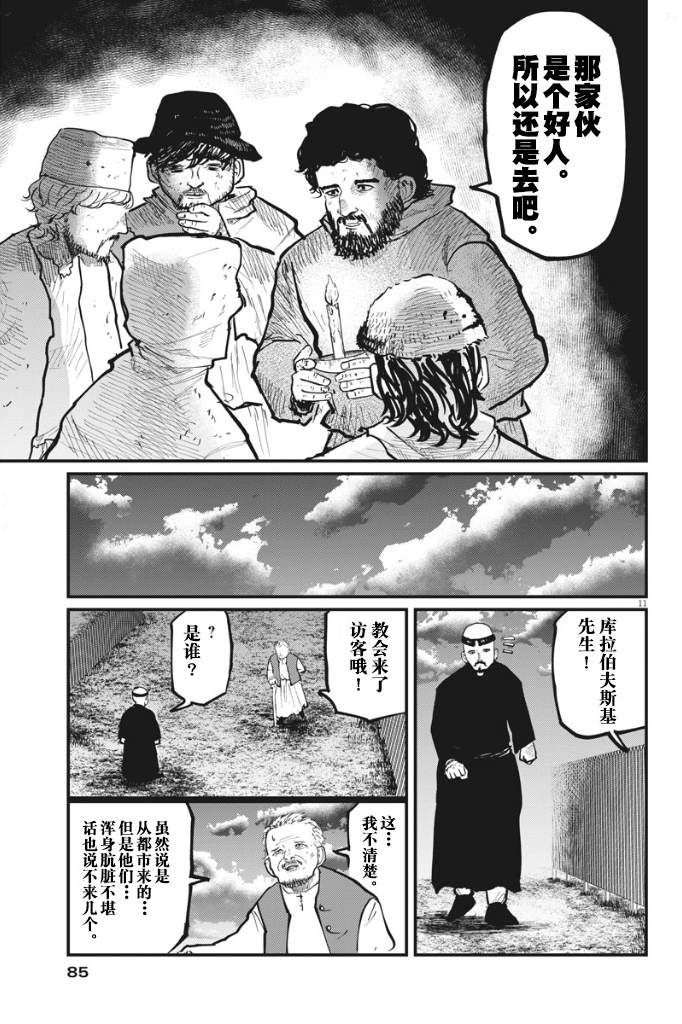 那家伙
是个好人。
所以还是去吧。
11
库拉伯夫斯基
先生！
教会来了
访客哦！
？
是谁？
这…
我不清楚。
虽然说是
从都市来的…
但是他们…
浑身肮脏不堪
话也说不来几个。
85